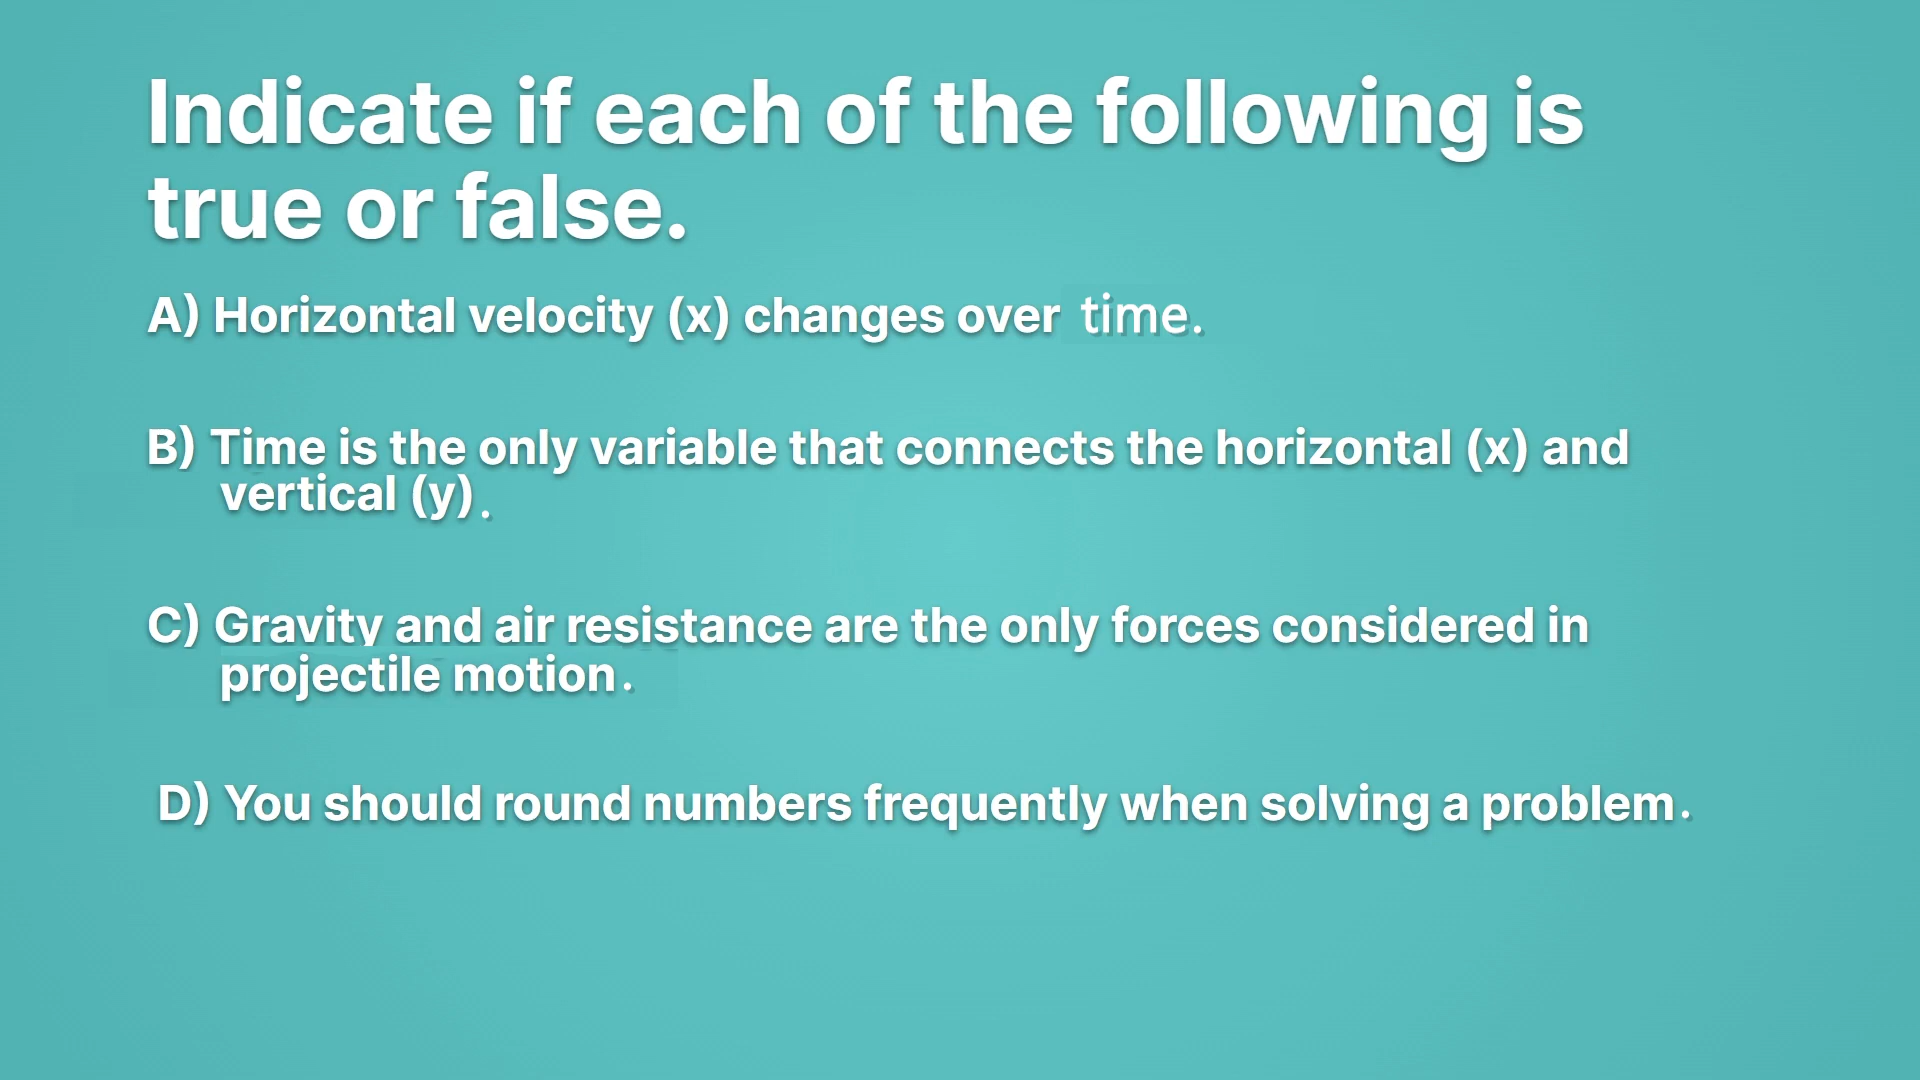 Indicate if each of the following is
true or false.
A) Horizontal velocity (x) changes over time.
B) Time is the only variable that connects the horizontal (x) and
vertical (y).
C) Gravity and air resistance are the only forces considered in
projectile motion.
D) You should round numbers frequently when solving a problem.